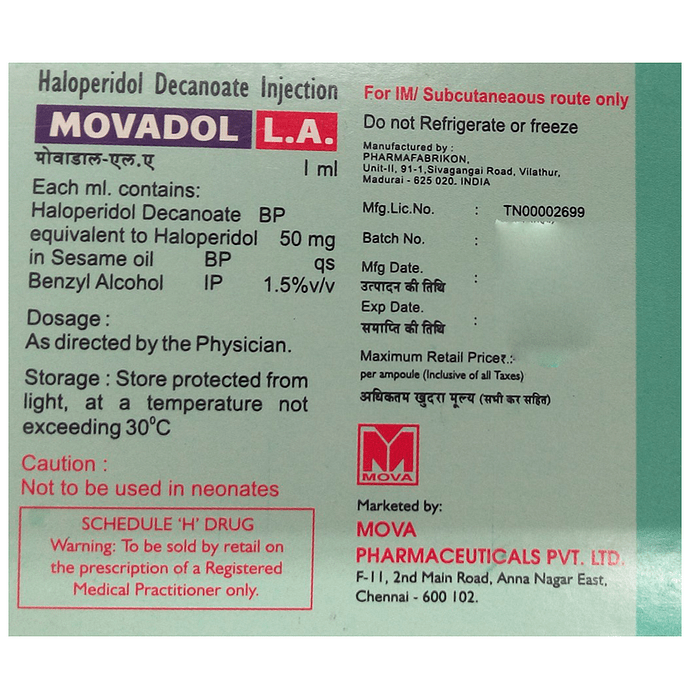 Haloperidol Decanoate Injection
MOVADOL L.A.
मोवाडाल-एल.ए
1 ml
Each ml. contains:
Haloperidol Decanoate BP
equivalent to Haloperidol 50 mg
in Sesame oil BP qs
Benzyl Alcohol IP 1.5%v/v
Dosage :
As directed by the Physician.
Storage : Store protected from
light, at a temperature not
exceeding 30⁰C
Caution :
Not to be used in neonates
SCHEDULE 'H' DRUG
Warning: To be sold by retail on
the prescription of a Registered
Medical Practitioner only.
For IM/ Subcutaneaous route only
Do not Refrigerate or freeze
Manufactured by :
PHARMAFABRIKON,
Unit-II, 91-1,Sivagangai Road, Vilathur,
Madurai - 625 020. INDIA
Mfg.Lic.No. : TN00002699
Batch No. :
Mfg Date. :
उत्पादन की तिथि
Exp Date. :
समाप्ति की तिथि
Maximum Retail Price₹.:-
per ampoule (Inclusive of all Taxes)
अधिकतम खुदरा मूल्य (सभी कर सहित)
MOVA
Marketed by:
MOVA
PHARMACEUTICALS PVT. LTD.
F-11, 2nd Main Road, Anna Nagar East,
Chennai - 600 102.